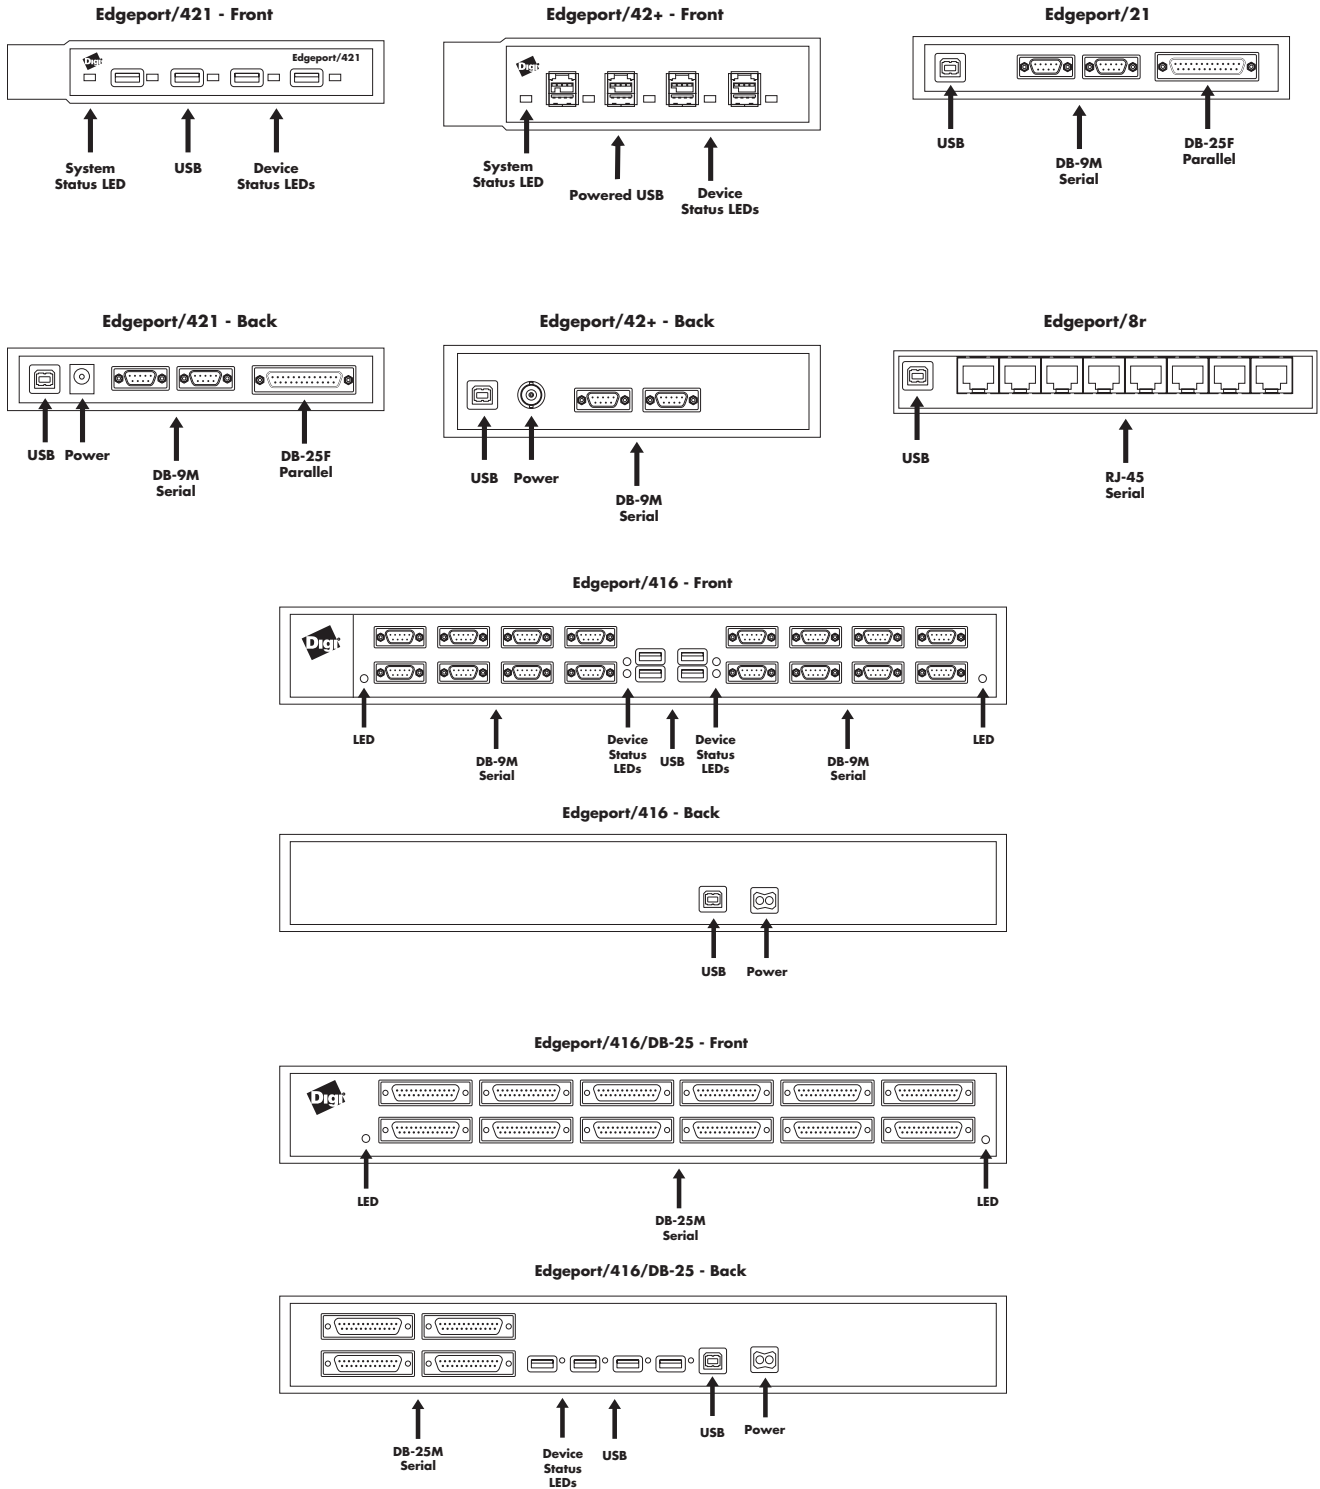 Edgeport/421 - Front
Edgeport/42+ - Front
Edgeport/21
Digi
Edgeport/421
Digi
System
Status LED
USB
Device
Status LEDs
System
Status LED
Powered USB
Device
Status LEDs
USB
DB-9M
Serial
DB-25F
Parallel
Edgeport/421 - Back
Edgeport/42+ - Back
Edgeport/8r
USB
Power
DB-9M
Serial
DB-25F
Parallel
USB
Power
DB-9M
Serial
USB
RJ-45
Serial
Edgeport/416 - Front
Digi
LED
DB-9M
Serial
Device
Status
LEDs
USB
Device
Status
LEDs
DB-9M
Serial
LED
Edgeport/416 - Back
USB
Power
Edgeport/416/DB-25 - Front
Digi
LED
DB-25M
Serial
LED
Edgeport/416/DB-25 - Back
DB-25M
Serial
Device
Status
LEDs
USB
USB
Power